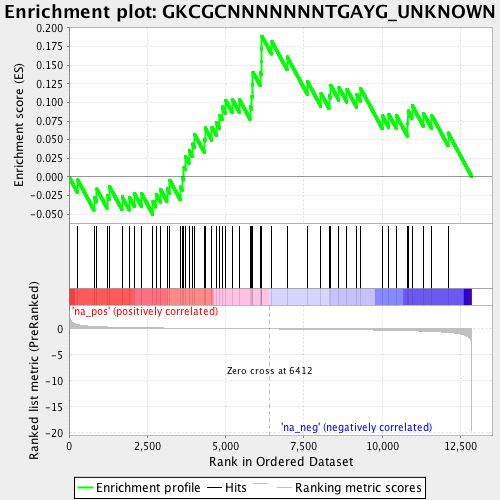 Enrichment plot: GKCGCNNNNNNNTGAYG_UNKNOWN
Enrichment score (ES)
0.200
0.175
0.150
0.125
0.100
0.075
0.050
0.025
0.000
-0.025
-0.050
'na_pos' (positively correlated)
Ranked list metric (PreRanked)
0
-5
-10
-15
-20
Zero cross at 6412
'na_neg' (negatively correlated)
0
2,500
5,000
7,500
10,000
12,500
Rank in Ordered Dataset
Enrichment profile
Hits
Ranking metric scores